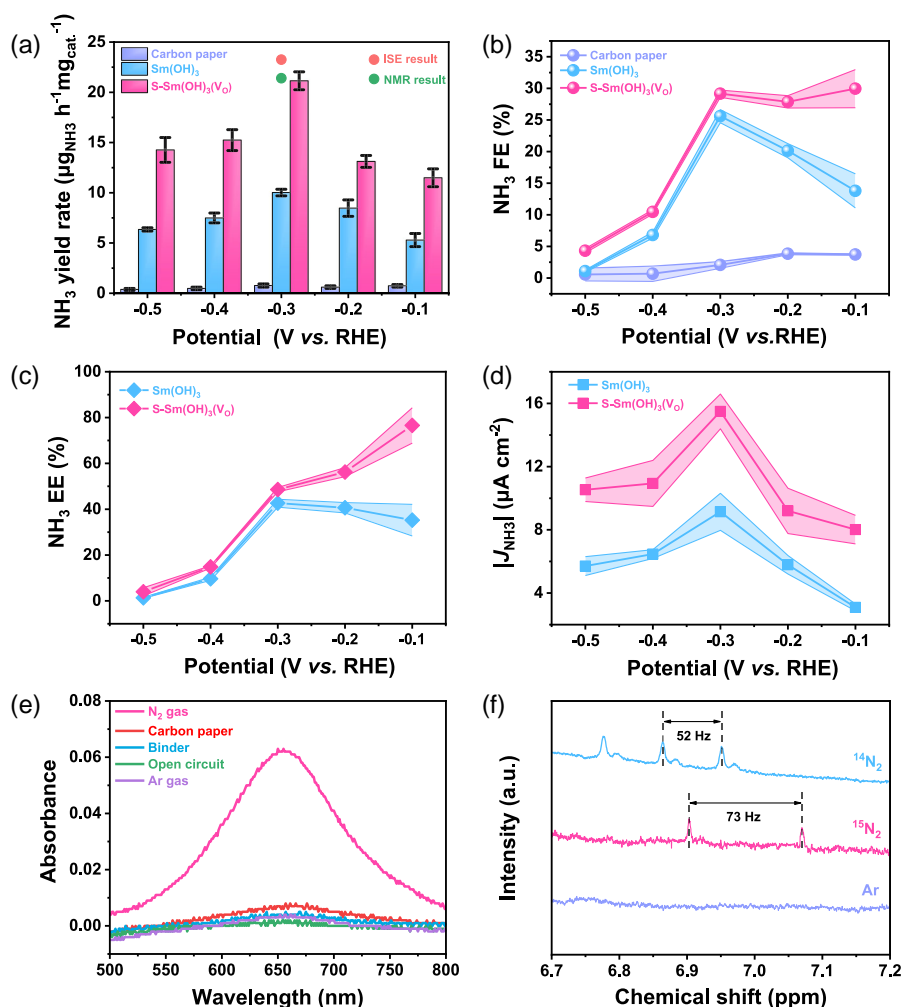 (a)
NH₃ yield rate (μg_NH3 h⁻¹mg_cat.⁻¹)
25
20
15
10
5
0
Carbon paper
Sm(OH)₃
S-Sm(OH)₃(V_O)
ISE result
NMR result
-0.5 -0.4 -0.3 -0.2 -0.1
Potential (V vs. RHE)
(b)
NH₃ FE (%)
35
30
25
20
15
10
5
0
Carbon paper
Sm(OH)₃
S-Sm(OH)₃(V_O)
-0.5 -0.4 -0.3 -0.2 -0.1
Potential (V vs.RHE)
(c)
NH₃ EE (%)
100
80
60
40
20
0
Sm(OH)₃
S-Sm(OH)₃(V_O)
-0.5 -0.4 -0.3 -0.2 -0.1
Potential (V vs. RHE)
(d)
|J_NH3| (μA cm⁻²)
16
12
8
4
Sm(OH)₃
S-Sm(OH)₃(V_O)
-0.5 -0.4 -0.3 -0.2 -0.1
Potential (V vs. RHE)
(e)
Absorbance
0.08
0.06
0.04
0.02
0.00
N₂ gas
Carbon paper
Binder
Open circuit
Ar gas
500 550 600 650 700 750 800
Wavelength (nm)
(f)
Intensity (a.u.)
52 Hz
¹⁴N₂
73 Hz
¹⁵N₂
Ar
6.7 6.8 6.9 7.0 7.1 7.2
Chemical shift (ppm)